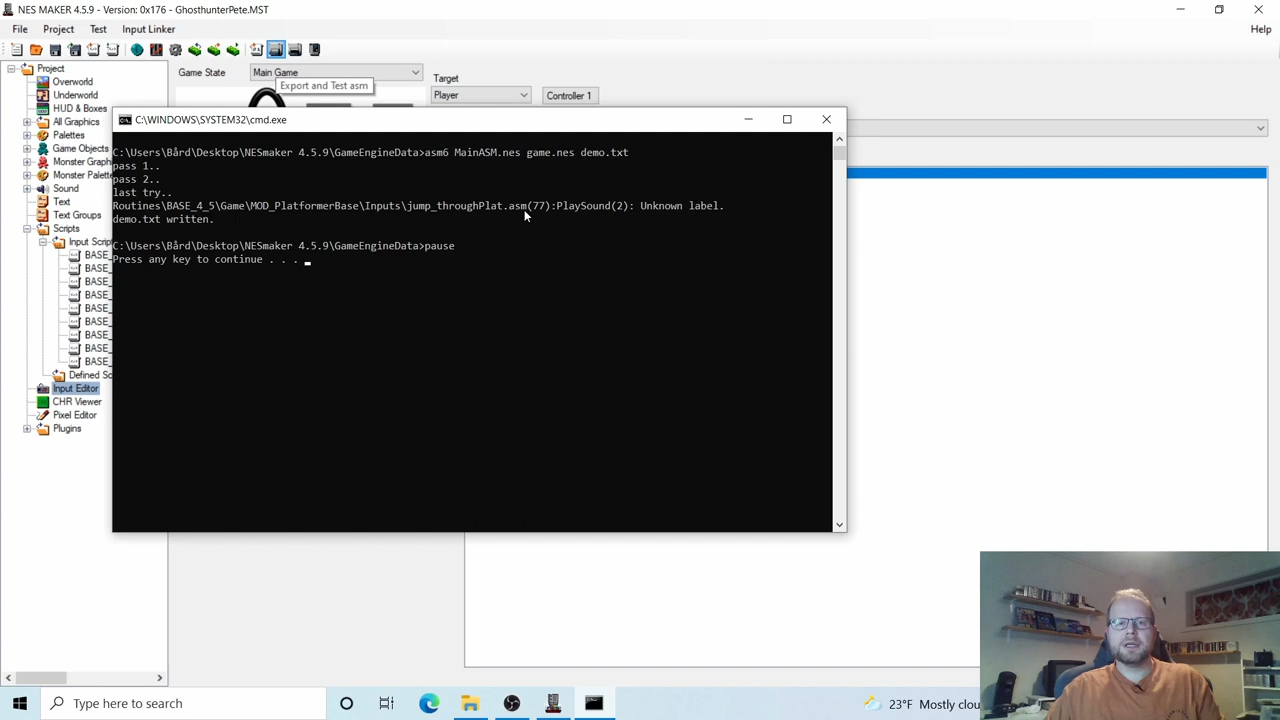 NES MAKER 4.5.9 - Version: 0x176 - GhosthunterPete.MST
File Project Test Input Linker Help
Project
Overworld
Underworld
HUD & Boxes
All Graphics
Palettes
Game Objects
Monster Graph
Monster Palett
Sound
Text
Text Groups
Scripts
Input Scrip
BASE_
BASE_
BASE_
BASE_
BASE_
BASE_
BASE_
BASE_
BASE_
Defined Sc
Input Editor
CHR Viewer
Pixel Editor
Plugins
Game State
Main Game
Export and Test asm
Target
Player
Controller 1
C:\WINDOWS\SYSTEM32\cmd.exe
C:\Users\Bård\Desktop\NESmaker 4.5.9\GameEngineData>asm6 MainASM.nes game.nes demo.txt
pass 1..
pass 2..
last try..
Routines\BASE_4_5\Game\MOD_PlatformerBase\Inputs\jump_throughPlat.asm(77):PlaySound(2): Unknown label.
demo.txt written.
C:\Users\Bård\Desktop\NESmaker 4.5.9\GameEngineData>pause
Press any key to continue . . .
Type here to search
23°F Mostly clou